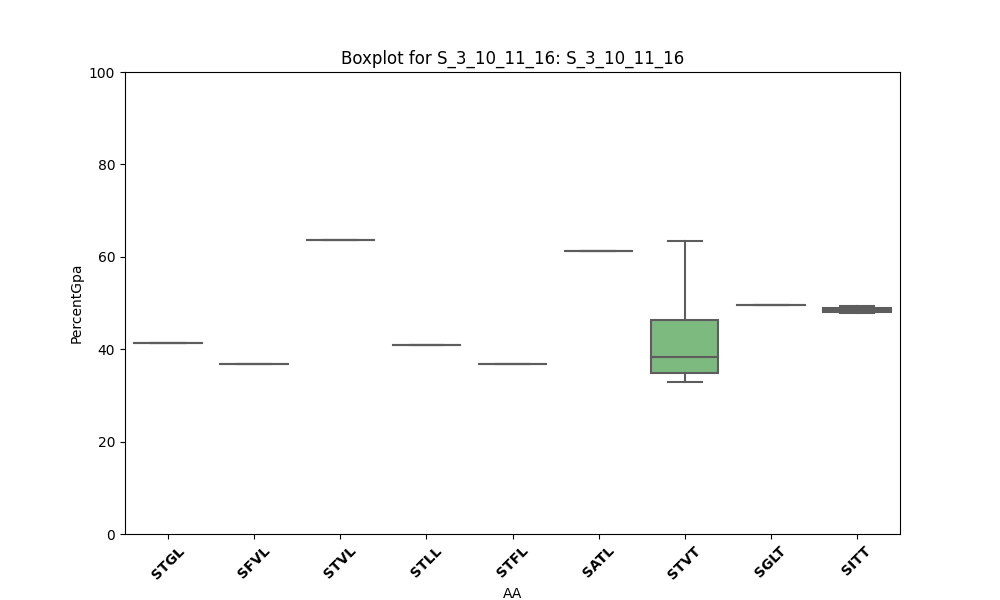 Boxplot for S_3_10_11_16: S_3_10_11_16
100
80
60
40
20
0
PercentGpa
STGL
SFVL
STVL
STLL
STFL
SATL
STVT
SGLT
SITT
AA